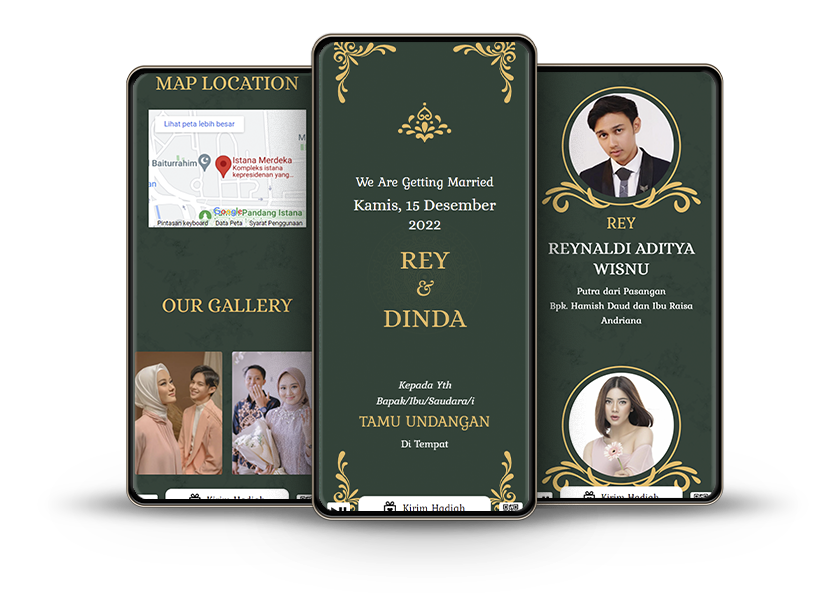 MAP LOCATION
Lihat peta lebih besar
Baiturrahim
Istana Merdeka
Kompleks istana
kepresidenan yang...
Google
Pandang Istana
Pintasan keyboard Data Peta Syarat Penggunaan
OUR GALLERY
Kirim Hadiah
We Are Getting Married
Kamis, 15 Desember
2022
REY
&
DINDA
Kepada Yth
Bapak/Ibu/Saudara/i
TAMU UNDANGAN
Di Tempat
Kirim Hadiah
REY
REYNALDI ADITYA
WISNU
Putra dari Pasangan
Bpk. Hamish Daud dan Ibu Raisa
Andriana
Kirim Hadiah